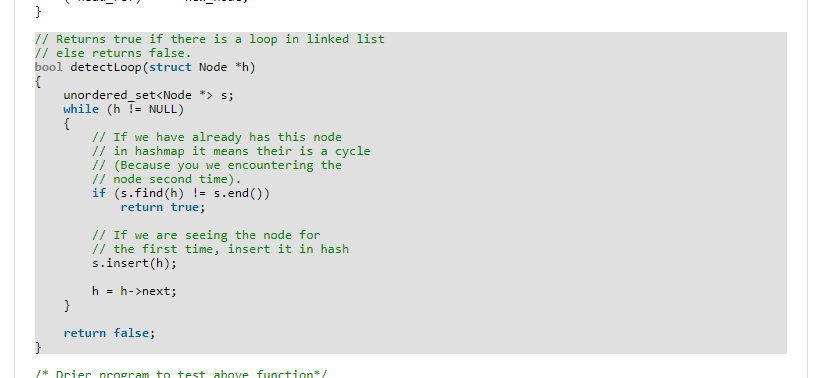 }
// Returns true if there is a loop in linked list
// else returns false.
bool detectLoop(struct Node *h)
{
unordered_set<Node *> s;
while (h != NULL)
{
// If we have already has this node
// in hashmap it means their is a cycle
// (Because you we encountering the
// node second time).
if (s.find(h) != s.end())
return true;
// If we are seeing the node for
// the first time, insert it in hash
s.insert(h);
h = h->next;
}
return false;
}
/* Drier program to test above function*/